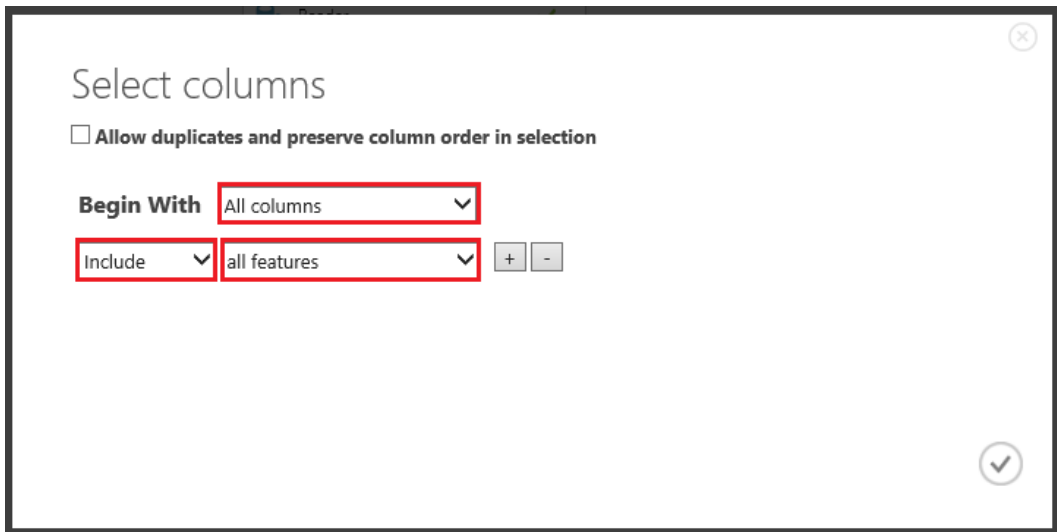 Select columns
Allow duplicates and preserve column order in selection
Begin With All columns
Include all features + -